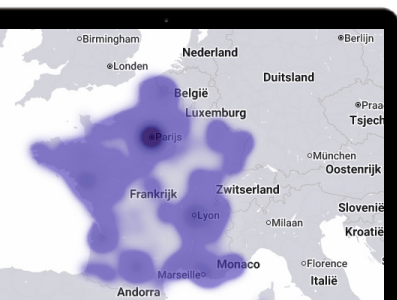 Birmingham
Nederland
Berlijn
Londen
Duitsland
België
Luxemburg
Praa
Tsjech
Parijs
München
Oostenrijk
Frankrijk
Zwitserland
Lyon
Milaan
Slovenië
Kroatië
Monaco
Florence
Marseille
Italië
Andorra